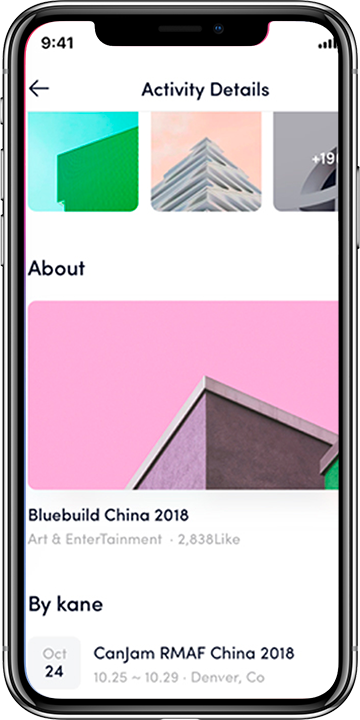 9:41
Activity Details
+19
About
Bluebuild China 2018
Art & EnterTainment · 2,838Like
By kane
Oct
24
CanJam RMAF China 2018
10.25 ~ 10.29 · Denver, Co